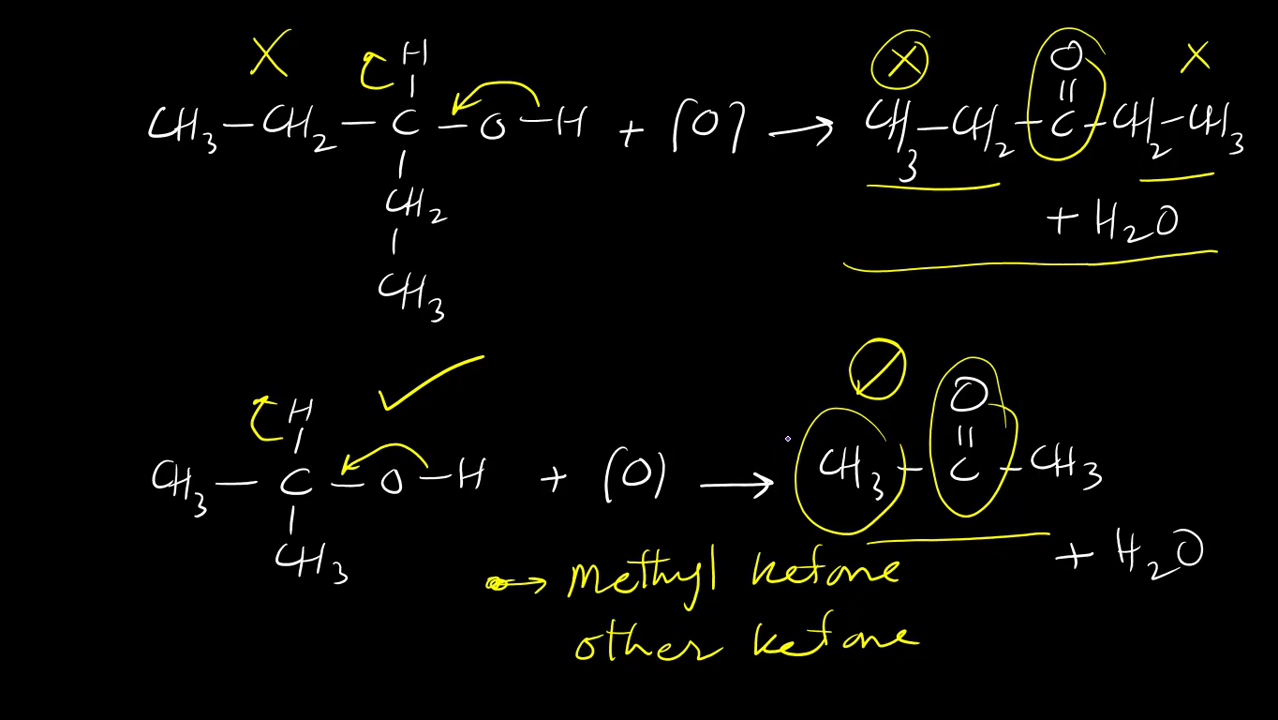 H
CH₃ — CH₂ — C — O — H + [O] → CH₃ — CH₂ — C — CH₂ — CH₃
O
||
CH₂
CH₃
+ H₂O
H
CH₃ — C — O — H + (O) → CH₃ — C — CH₃
O
||
CH₃
+ H₂O
→ Methyl ketone
other ketone